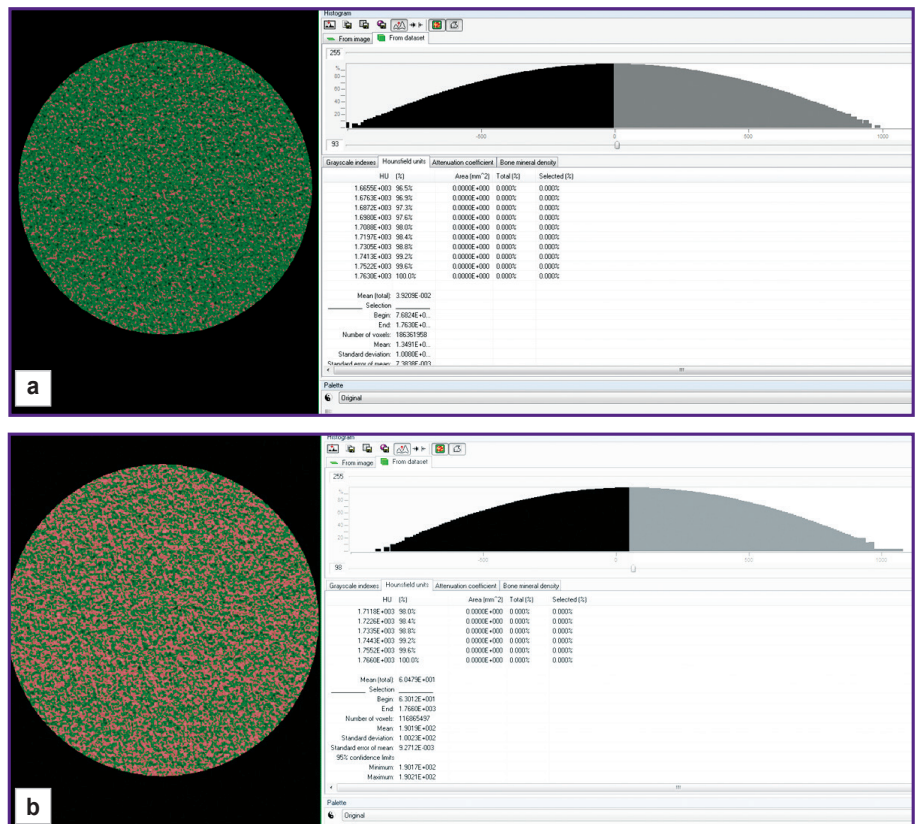 Histogram
From image From dataset
255
%
80
60
40
20
-500 0 500 1000
93
Grayscale indexes Hounsfield units Attenuation coefficient Bone mineral density
HU (%) Area (mm^2) Total (%) Selected (%)
1.6655E+003 96.5% 0.0000E+000 0.000% 0.000%
1.6763E+003 96.9% 0.0000E+000 0.000% 0.000%
1.6872E+003 97.3% 0.0000E+000 0.000% 0.000%
1.6980E+003 97.6% 0.0000E+000 0.000% 0.000%
1.7088E+003 98.0% 0.0000E+000 0.000% 0.000%
1.7197E+003 98.4% 0.0000E+000 0.000% 0.000%
1.7305E+003 98.8% 0.0000E+000 0.000% 0.000%
1.7413E+003 99.2% 0.0000E+000 0.000% 0.000%
1.7522E+003 99.6% 0.0000E+000 0.000% 0.000%
1.7630E+003 100.0% 0.0000E+000 0.000% 0.000%
Mean (total): 3.9209E-002
Selection
Begin: 7.6824E+0...
End: 1.7630E+0...
Number of voxels: 186361958
Mean: 1.3491E+0...
Standard deviation: 1.0080E+0...
Standard error of mean: 7.3838E-003
Palette
Original
a
Histogram
From image From dataset
255
%
80
60
40
20
-500 0 500 1000
98
Grayscale indexes Hounsfield units Attenuation coefficient Bone mineral density
HU (%) Area (mm^2) Total (%) Selected (%)
1.7118E+003 98.0% 0.0000E+000 0.000% 0.000%
1.7226E+003 98.4% 0.0000E+000 0.000% 0.000%
1.7335E+003 98.8% 0.0000E+000 0.000% 0.000%
1.7443E+003 99.2% 0.0000E+000 0.000% 0.000%
1.7552E+003 99.6% 0.0000E+000 0.000% 0.000%
1.7660E+003 100.0% 0.0000E+000 0.000% 0.000%
Mean (total): 6.0479E+001
Selection
Begin: 6.3012E+001
End: 1.7660E+003
Number of voxels: 116865497
Mean: 1.9019E+002
Standard deviation: 1.0023E+002
Standard error of mean: 9.2712E-003
95% confidence limits
Minimum: 1.9017E+002
Maximum: 1.9021E+002
Palette
Original
b